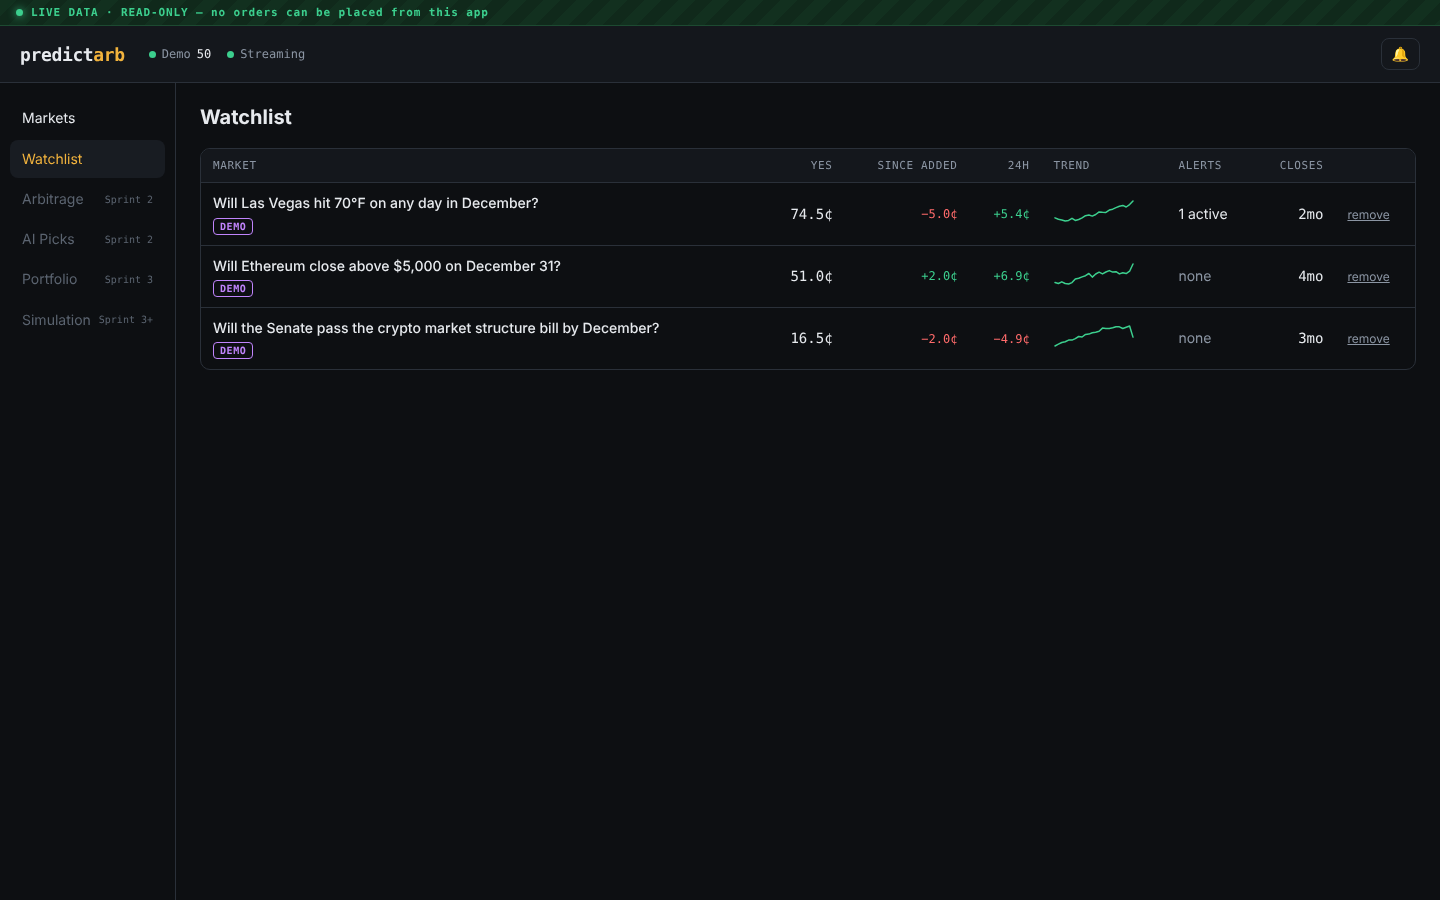 LIVE DATA · READ-ONLY — no orders can be placed from this app
predictarb Demo 50 Streaming
Markets
Watchlist
Arbitrage Sprint 2
AI Picks Sprint 2
Portfolio Sprint 3
Simulation Sprint 3+
Watchlist
MARKET YES SINCE ADDED 24H TREND ALERTS CLOSES
Will Las Vegas hit 70°F on any day in December?
DEMO
74.5¢ −5.0¢ +5.4¢ 1 active 2mo remove
Will Ethereum close above $5,000 on December 31?
DEMO
51.0¢ +2.0¢ +6.9¢ none 4mo remove
Will the Senate pass the crypto market structure bill by December?
DEMO
16.5¢ −2.0¢ −4.9¢ none 3mo remove